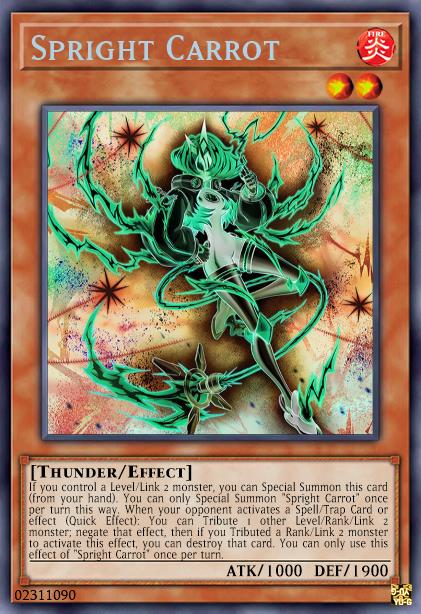 SPRIGHT CARROT
FIRE
炎
[THUNDER/EFFECT]
If you control a Level/Link 2 monster, you can Special Summon this card
(from your hand). You can only Special Summon "Spright Carrot" once
per turn this way. When your opponent activates a Spell/Trap Card or
effect (Quick Effect): You can Tribute 1 other Level/Rank/Link 2
monster; negate that effect, then if you Tributed a Rank/Link 2 monster
to activate this effect, you can destroy that card. You can only use this
effect of "Spright Carrot" once per turn.
ATK/1000 DEF/1900
02311090